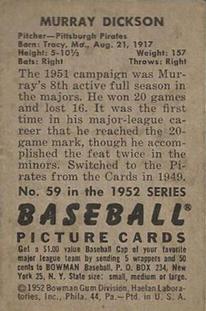 MURRAY DICKSON
Pitcher—Pittsburgh Pirates
Born: Tracy, Mo., Aug. 21, 1917
Height: 5-10½ Weight: 157
Bats: Right Throws: Right
The 1951 campaign was Mur-
ray's 8th active full season in
the majors. He won 20 games
and lost 16. It was the first
time in his major-league ca-
reer that he reached the 20-
game mark, though he accom-
plished the feat twice in the
minors. Switched to the Pi-
rates from the Cards in 1949.
No. 59 in the 1952 SERIES
BASEBALL®
PICTURE CARDS
Get a $1.00 value Baseball Cap of your favorite
major league team by sending 5 wrappers and 50
cents to BOWMAN Baseball, P. O. BOX 234, New
York 25, N. Y. State size: small, medium or large.
©1952 Bowman Gum Division, Haelan Labora-
tories, Inc., Phila. 44, Pa.—Ptd. in U. S. A.